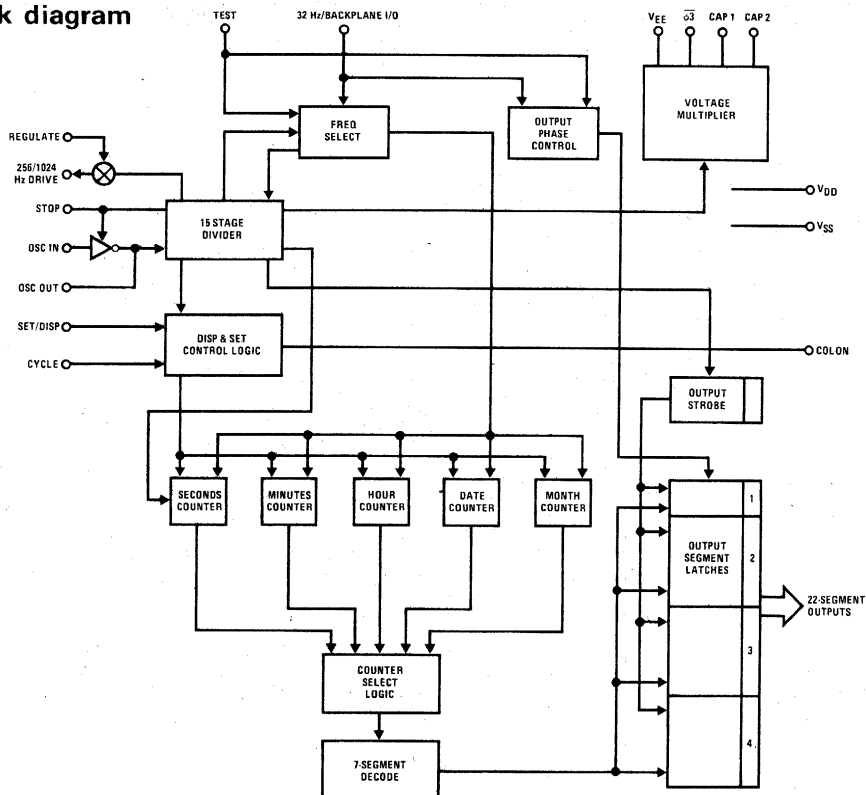 k diagram
TEST
32 Hz/BACKPLANE I/O
VEE
φ3
CAP 1
CAP 2
VOLTAGE
MULTIPLIER
FREQ
SELECT
OUTPUT
PHASE
CONTROL
REGULATE
256/1024
Hz DRIVE
STOP
OSC IN
OSC OUT
SET/DISP
CYCLE
15 STAGE
DIVIDER
VDD
VSS
DISP & SET
CONTROL LOGIC
COLON
OUTPUT
STROBE
SECONDS
COUNTER
MINUTES
COUNTER
HOUR
COUNTER
DATE
COUNTER
MONTH
COUNTER
1
OUTPUT
SEGMENT
LATCHES
2
3
4
22-SEGMENT
OUTPUTS
COUNTER
SELECT
LOGIC
7-SEGMENT
DECODE